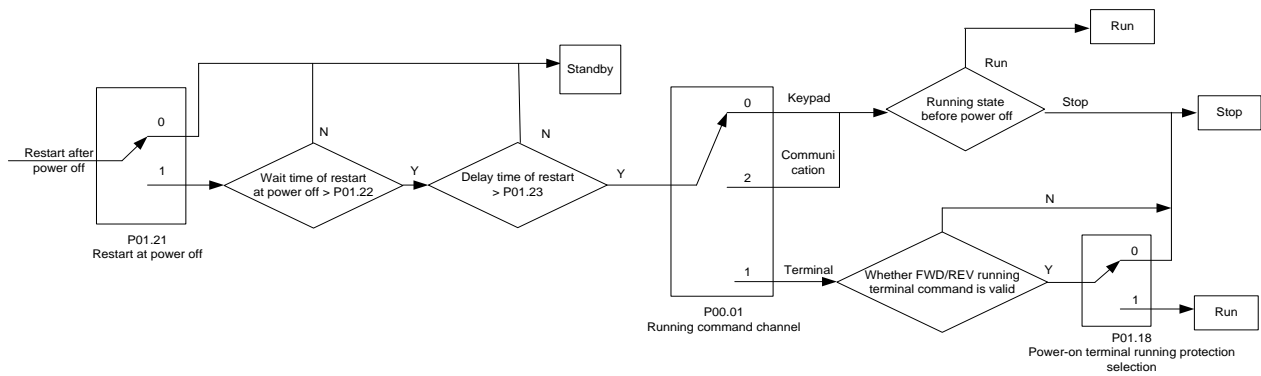 Restart after
power off
0
1
P01.21
Restart at power off
N
Wait time of restart
at power off > P01.22
Y
N
Delay time of restart
> P01.23
Y
Standby
0
Keypad
Communi
cation
2
1
Terminal
P00.01
Running command channel
Run
Run
Running state
before power off
Stop
Stop
N
Whether FWD/REV running
terminal command is valid
Y
0
1
Run
P01.18
Power-on terminal running protection
selection